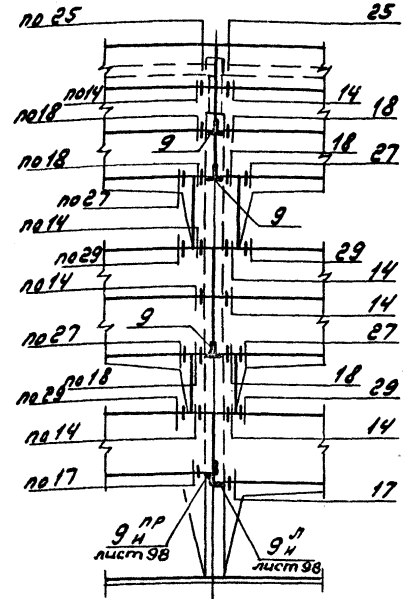 по 25 25
по14 14
по18 18
9
по18 18 27
по27 9
по14
по29 29
по14 14
14
9
по27 27
по18 18
по29 29
по14 14
по17 17
9 пр н лист 98
9 л н лист 98